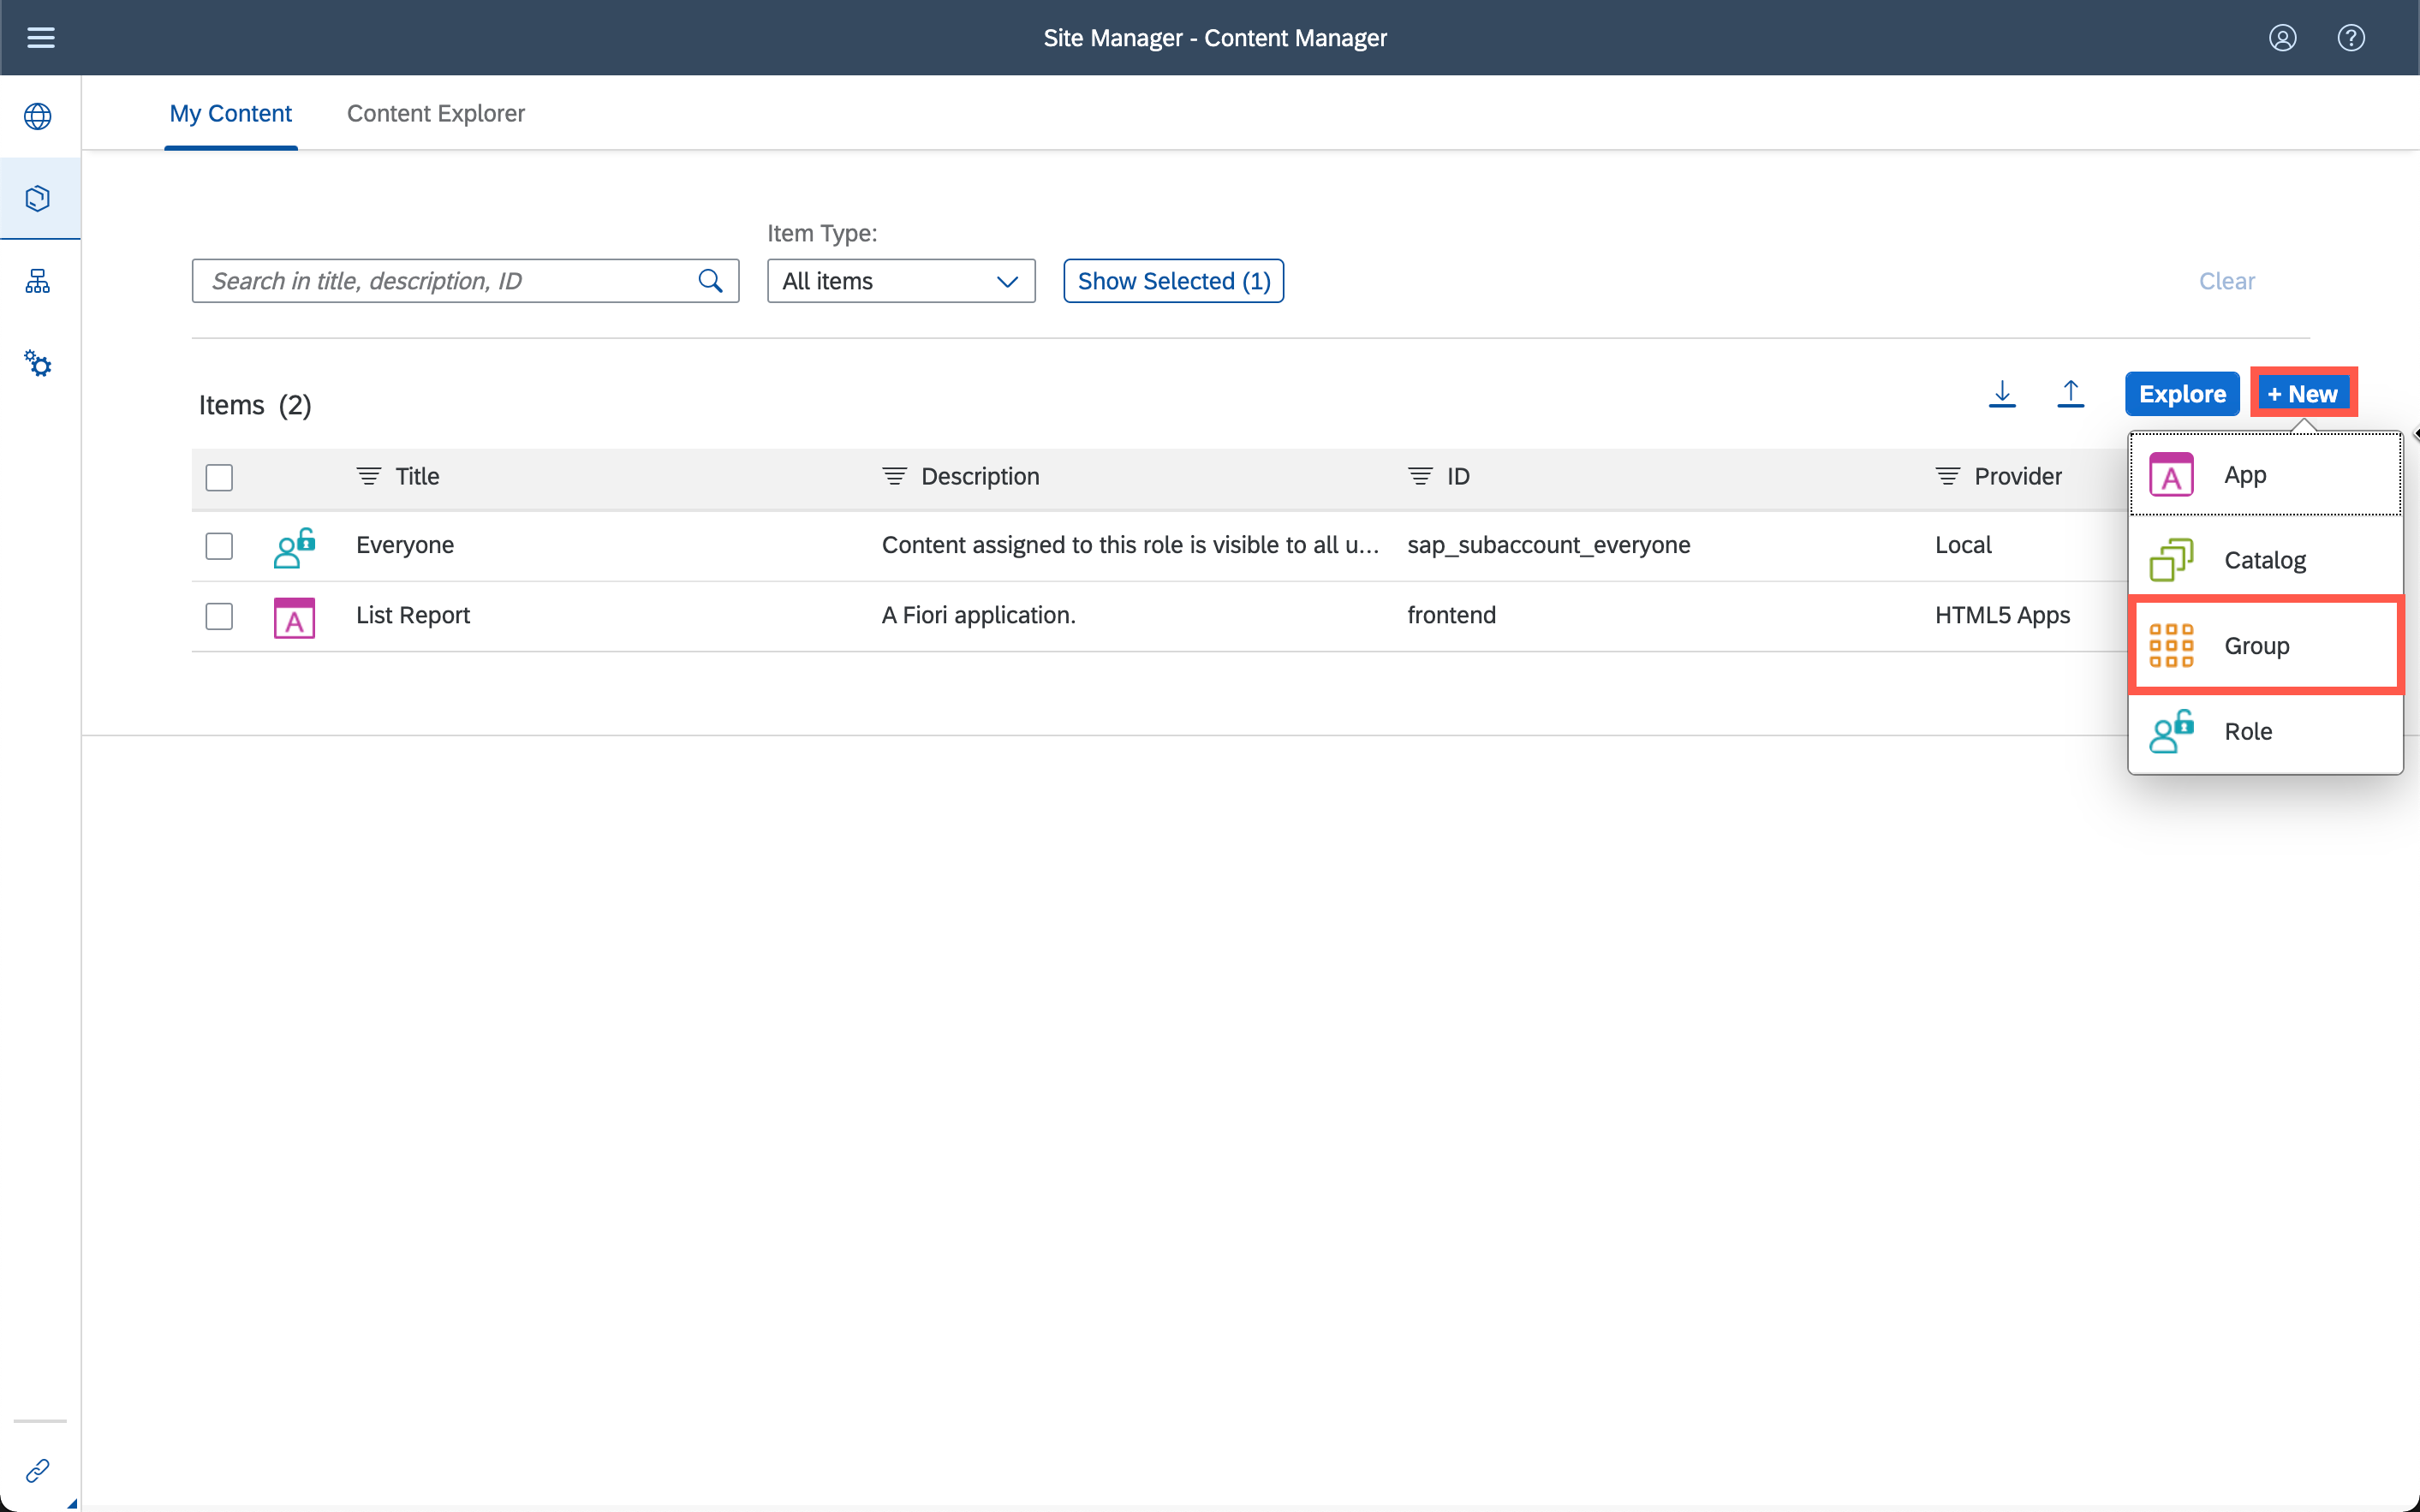 Site Manager - Content Manager
My Content
Content Explorer
Item Type:
Search in title, description, ID
All items
Show Selected (1)
Clear
Items (2)
Explore
+ New
Title
Description
ID
Provider
Everyone
Content assigned to this role is visible to all u...
sap_subaccount_everyone
Local
List Report
A Fiori application.
frontend
HTML5 Apps
App
Catalog
Group
Role